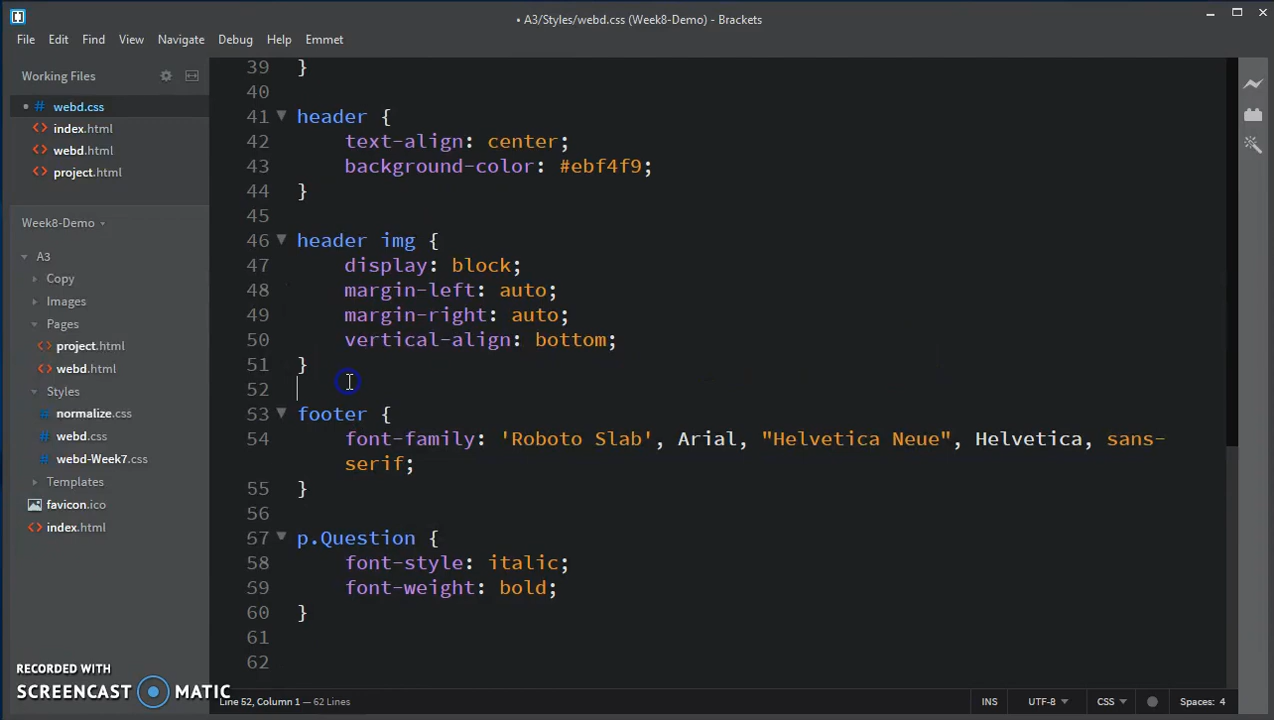 • A3/Styles/webd.css (Week8-Demo) - Brackets
File Edit Find View Navigate Debug Help Emmet
Working Files
webd.css
index.html
webd.html
project.html
Week8-Demo
A3
Copy
Images
Pages
project.html
webd.html
Styles
normalize.css
webd.css
webd-Week7.css
Templates
favicon.ico
index.html
39 }
40
41 header {
42 text-align: center;
43 background-color: #ebf4f9;
44 }
45
46 header img {
47 display: block;
48 margin-left: auto;
49 margin-right: auto;
50 vertical-align: bottom;
51 }
52
53 footer {
54 font-family: 'Roboto Slab', Arial, "Helvetica Neue", Helvetica, sans-
serif;
55 }
56
57 p.Question {
58 font-style: italic;
59 font-weight: bold;
60 }
61
62
RECORDED WITH
SCREENCAST MATIC
Line 52, Column 1 — 62 Lines
INS UTF-8 CSS Spaces: 4